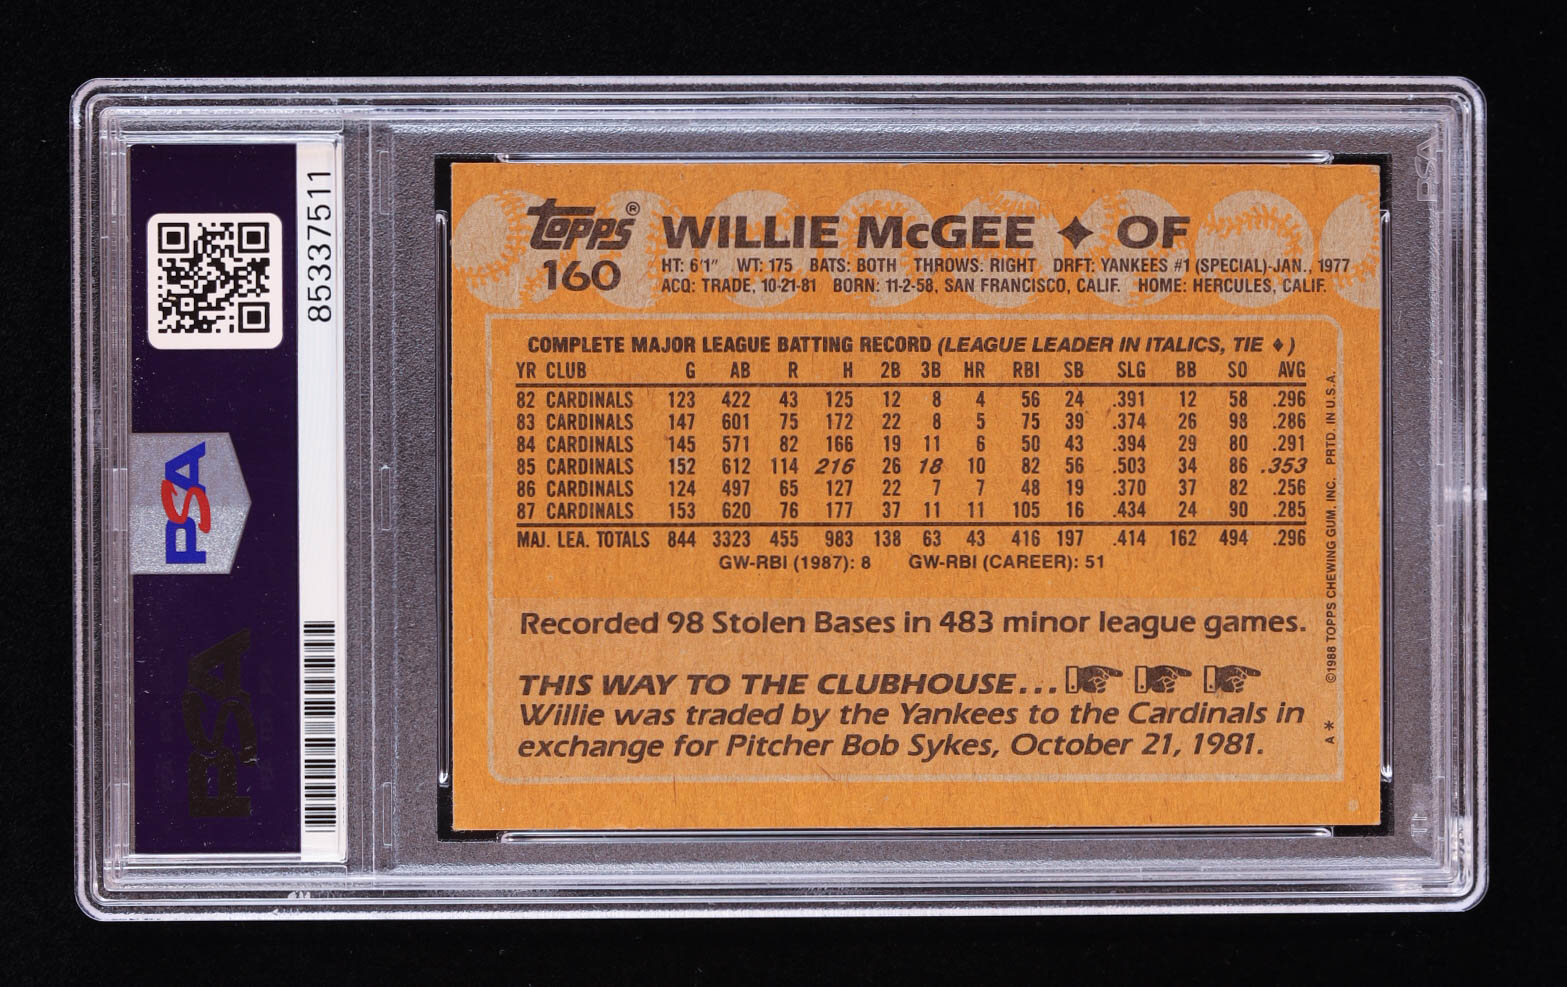 85337511
PSA
PSA
Topps®
160
WILLIE McGEE ♦ OF
HT: 6'1" WT: 175 BATS: BOTH THROWS: RIGHT DRFT: YANKEES #1 (SPECIAL)-JAN., 1977
ACQ: TRADE, 10-21-81 BORN: 11-2-58, SAN FRANCISCO, CALIF. HOME: HERCULES, CALIF.
COMPLETE MAJOR LEAGUE BATTING RECORD (LEAGUE LEADER IN ITALICS, TIE ♦)
YR CLUB G AB R H 2B 3B HR RBI SB SLG BB SO AVG
82 CARDINALS 123 422 43 125 12 8 4 56 24 .391 12 58 .296
83 CARDINALS 147 601 75 172 22 8 5 75 39 .374 26 98 .286
84 CARDINALS 145 571 82 166 19 11 6 50 43 .394 29 80 .291
85 CARDINALS 152 612 114 216 26 18 10 82 56 .503 34 86 .353
86 CARDINALS 124 497 65 127 22 7 7 48 19 .370 37 82 .256
87 CARDINALS 153 620 76 177 37 11 11 105 16 .434 24 90 .285
MAJ. LEA. TOTALS 844 3323 455 983 138 63 43 416 197 .414 162 494 .296
GW-RBI (1987): 8 GW-RBI (CAREER): 51
Recorded 98 Stolen Bases in 483 minor league games.
THIS WAY TO THE CLUBHOUSE...
Willie was traded by the Yankees to the Cardinals in
exchange for Pitcher Bob Sykes, October 21, 1981.
©1988 TOPPS CHEWING GUM, INC. PRTD. IN U.S.A.
A*
PSA